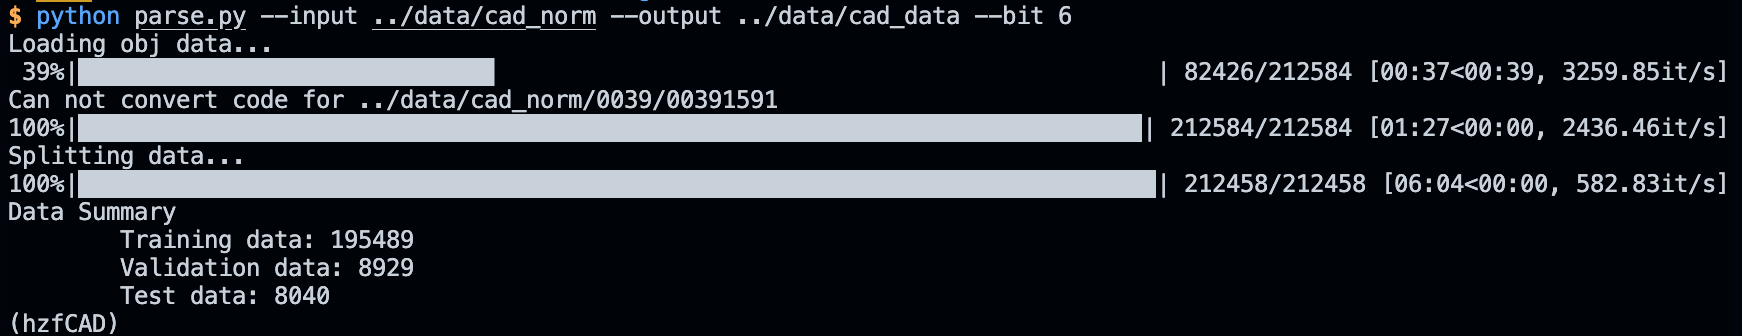 $ python parse.py --input ../data/cad_norm --output ../data/cad_data --bit 6
Loading obj data...
39%| | 82426/212584 [00:37<00:39, 3259.85it/s]
Can not convert code for ../data/cad_norm/0039/00391591
100%| | 212584/212584 [01:27<00:00, 2436.46it/s]
Splitting data...
100%| | 212458/212458 [06:04<00:00, 582.83it/s]
Data Summary
Training data: 195489
Validation data: 8929
Test data: 8040
(hzfCAD)